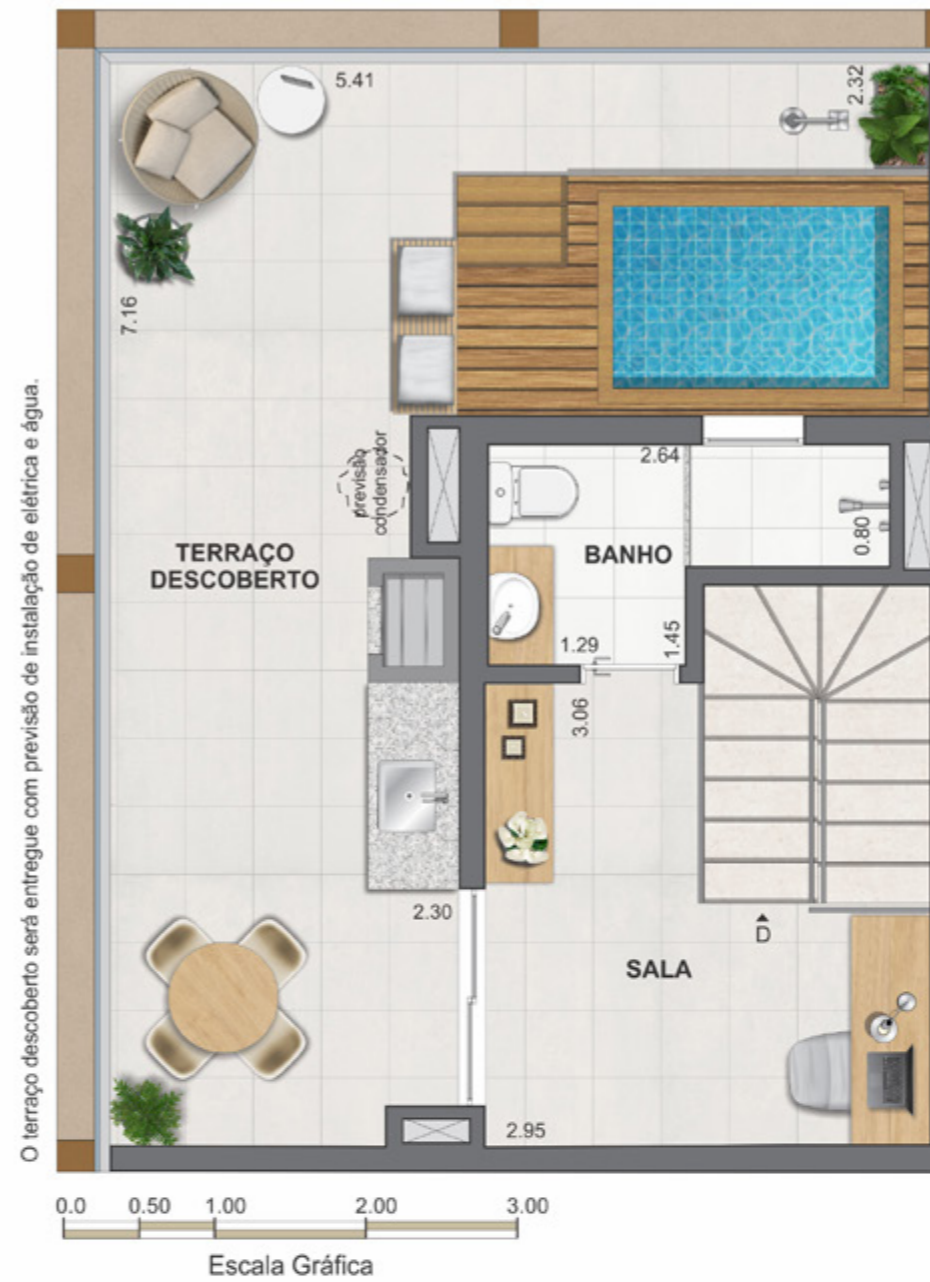 O terraço descoberto será entregue com previsão de instalação de elétrica e água.
5.41
2.32
7.16
previsão
condensador
2.64
TERRAÇO
DESCOBERTO
BANHO
0.80
1.29
1.45
3.06
2.30
D
SALA
2.95
0.0 0.50 1.00 2.00 3.00
Escala Gráfica